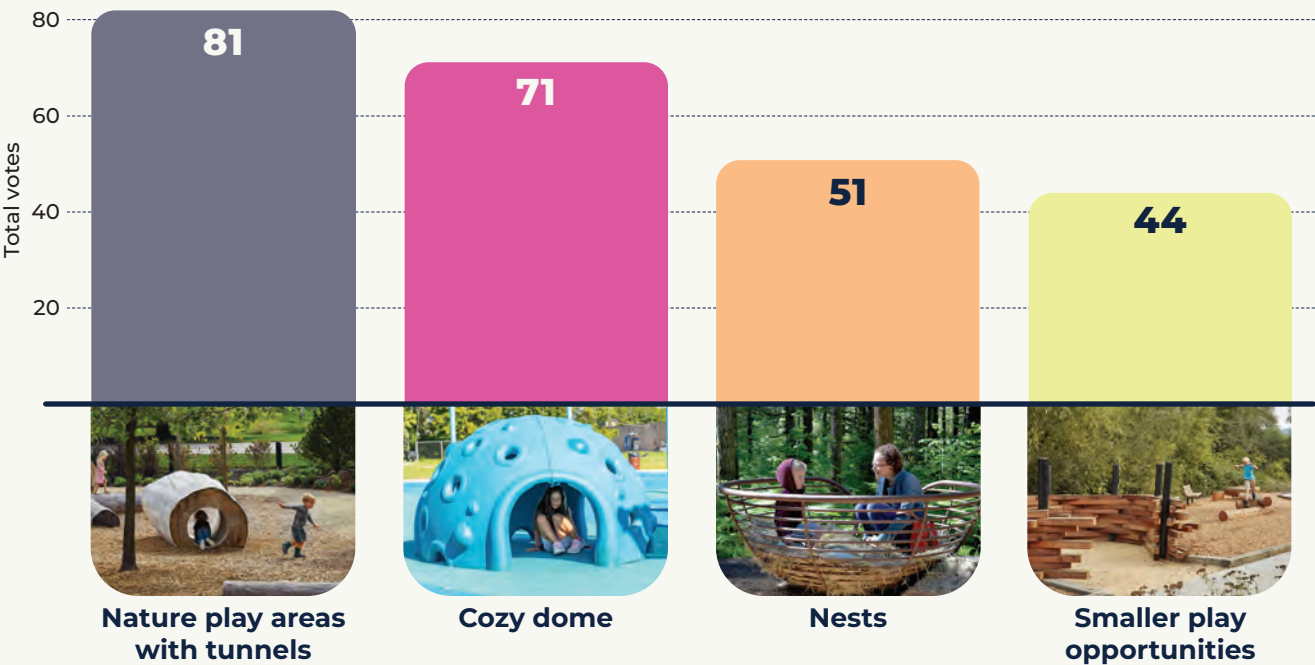 80
60
40
20
Total votes
81
71
51
44
Nature play areas
with tunnels
Cozy dome
Nests
Smaller play
opportunities